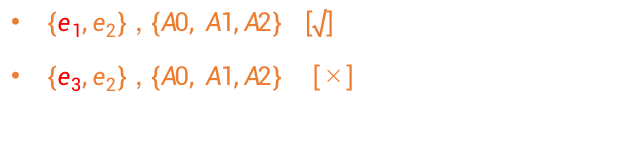 • {e₁, e₂} , {A0, A1, A2} [√]
• {e₃, e₂} , {A0, A1, A2} [×]